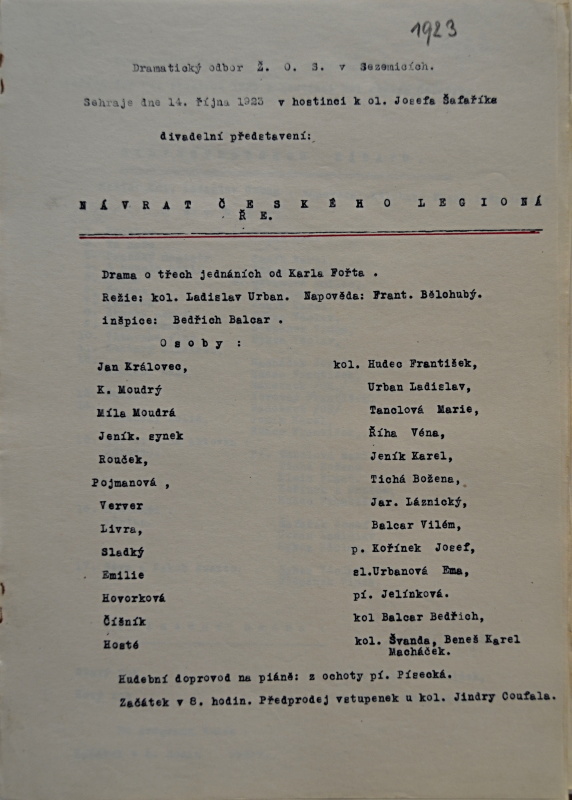 1923
Dramatický odbor Ž. O. S. v Sezemicích.
Sehraje dne 14. října 1923 v hostinci k ol. Josefa Šafaříka
divadelní představení:
N Á V R A T Č E S K É H O L E G I O N Á
Ř E.
Drama o třech jednáních od Karla Fořta .
Režie: kol. Ladislav Urban. Napověda: Frant. Bělohubý.
inšpice: Bedřich Balcar .
O s o b y :
Jan Královec, kol. Hudec František,
K. Moudrý Urban Ladislav,
Míla Moudrá Tanclová Marie,
Jeník. synek Říha Véna,
Rouček, Jeník Karel,
Pojmanová , Tichá Božena,
Verver Jar. Láznický,
Livra, Balcar Vilém,
Sladký p. Kořínek Josef,
Emilie sl.Urbanová Ema,
Hovorková pí. Jelínková.
Číšník kol Balcar Bedřich,
Hosté kol. Švanda, Beneš Karel
Macháček.
Hudební doprovod na piáně: z ochoty pí. Písecká.
Začátek v 8. hodin. Předprodej vstupenek u kol. Jindry Coufala.